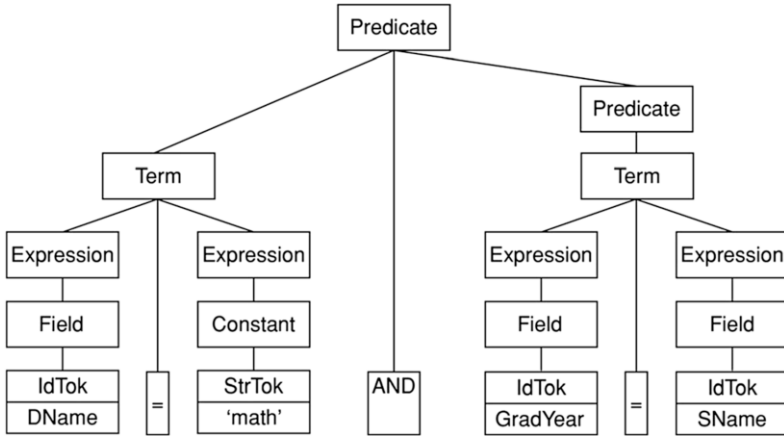 Predicate
Predicate
Term
Term
Expression
Expression
Expression
Expression
Field
Constant
Field
Field
IdTok
StrTok
AND
IdTok
IdTok
=
=
DName
‘math’
GradYear
SName